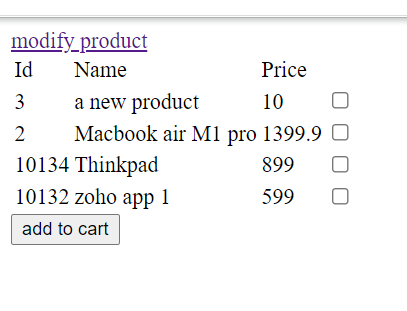 modify product
Id Name Price
3 a new product 10
2 Macbook air M1 pro 1399.9
10134 Thinkpad 899
10132 zoho app 1 599
add to cart